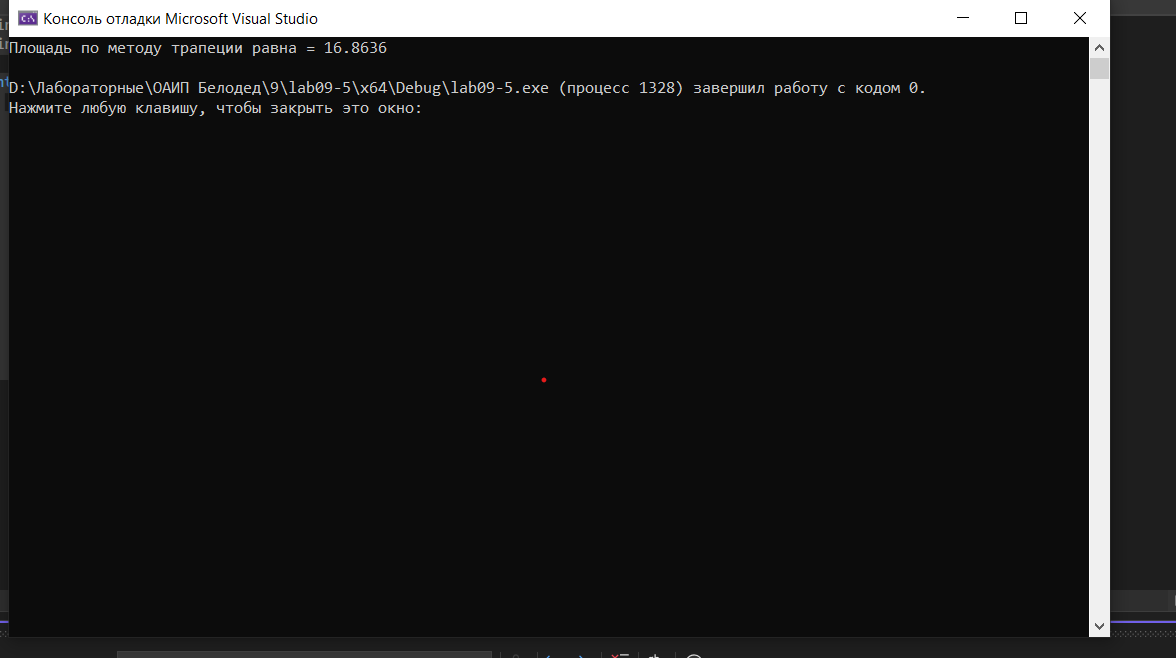 Консоль отладки Microsoft Visual Studio
Площадь по методу трапеции равна = 16.8636
D:\Лабораторные\ОАИП Белодед\9\lab09-5\x64\Debug\lab09-5.exe (процесс 1328) завершил работу с кодом 0.
Нажмите любую клавишу, чтобы закрыть это окно: